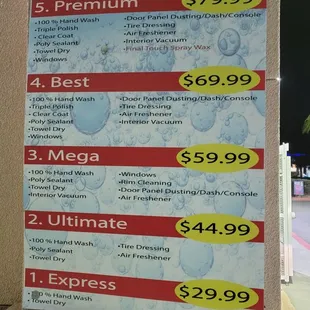 5. Premium $79.99
•100 % Hand Wash
•Triple Polish
• Clear Coat
•Poly Sealant
•Towel Dry
•Windows
•Door Panel Dusting/Dash/Console
•Tire Dressing
•Air Freshener
•Interior Vacuum
•Final Touch Spray Wax
4. Best $69.99
•100 % Hand Wash
•Triple Polish
• Clear Coat
•Poly Sealant
•Towel Dry
•Windows
•Door Panel Dusting/Dash/Console
•Tire Dressing
•Air Freshener
•Interior Vacuum
3. Mega $59.99
•100 % Hand Wash
•Poly Sealant
•Towel Dry
•Interior Vacuum
•Windows
•Rim Cleaning
•Door Panel Dusting/Dash/Console
•Air Freshener
2. Ultimate $44.99
•100 % Hand Wash
•Poly Sealant
•Towel Dry
•Tire Dressing
•Air Freshener
1. Express $29.99
% Hand Wash
•Towel Dry